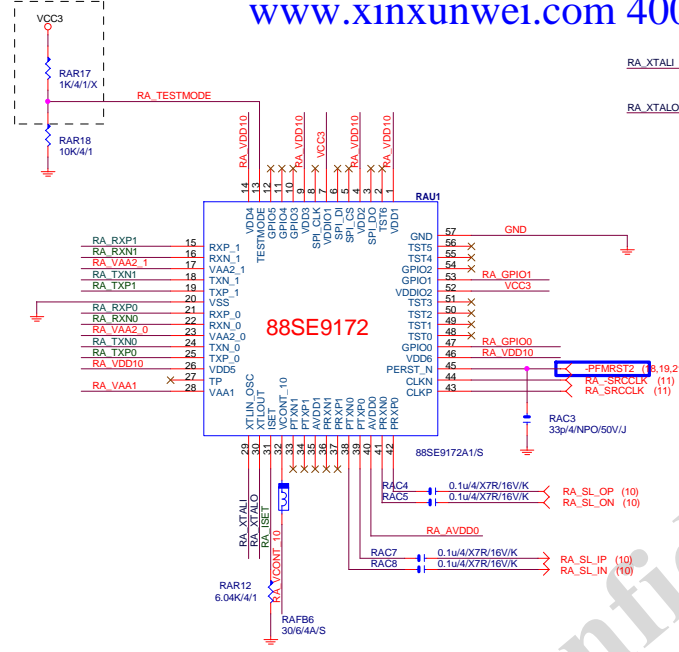 www.xinxunwei.com 400
VCC3
RAR17
1K/4/1/X
RA_TESTMODE
RAR18
10K/4/1
RA_XTALI
RA_XTALO
RA_VDD10
RA_VDD10
VCC3
RA_VDD10
RA_VDD10
14 13 12 11 10 9 8 7 6 5 4 3 2 1
RAU1
VDD4
TESTMODE
GPIO5
GPIO4
GPIO3
VDD3
SPI_CLK
VDDIO1
SPI_DI
SPI_CS
VDD2
SPI_DO
TST6
VDD1
RA_RXP1 15 RXP_1
RA_RXN1 16 RXN_1
RA_VAA2_1 17 VAA2_1
RA_TXN1 18 TXN_1
RA_TXP1 19 TXP_1
20 VSS
RA_RXP0 21 RXP_0
RA_RXN0 22 RXN_0
RA_VAA2_0 23 VAA2_0
RA_TXN0 24 TXN_0
RA_TXP0 25 TXP_0
RA_VDD10 26 VDD5
27 TP
RA_VAA1 28 VAA1
88SE9172
GND 57 GND
TST5 56
TST4 55
GPIO2 54
GPIO1 53 RA_GPIO1
VDDIO2 52 VCC3
TST3 51
TST2 50
TST1 49
TST0 48
GPIO0 47 RA_GPIO0
VDD6 46 RA_VDD10
PERST_N 45 -PFMRST2 (18,19,2
CLKN 44 RA_-SRCCLK (11)
CLKP 43 RA_SRCCLK (11)
XTLIN_OSC
XTLOUT
ISET
VCONT_10
PTXN1
PTXP1
AVDD1
PRXN1
PRXP1
PTXN0
PTXP0
AVDD0
PRXN0
PRXP0
29 30 31 32 33 34 35 36 37 38 39 40 41 42
88SE9172A1/S
RAC3
33p/4/NPO/50V/J
RA_XTALI
RA_XTALO
RA_ISET
RA_VCONT_10
RAC4 0.1u/4/X7R/16V/K RA_SL_OP (10)
RAC5 0.1u/4/X7R/16V/K RA_SL_ON (10)
RA_AVDD0
RAC7 0.1u/4/X7R/16V/K RA_SL_IP (10)
RAC8 0.1u/4/X7R/16V/K RA_SL_IN (10)
RAR12
6.04K/4/1
RAFB6
30/6/4A/S
nfi